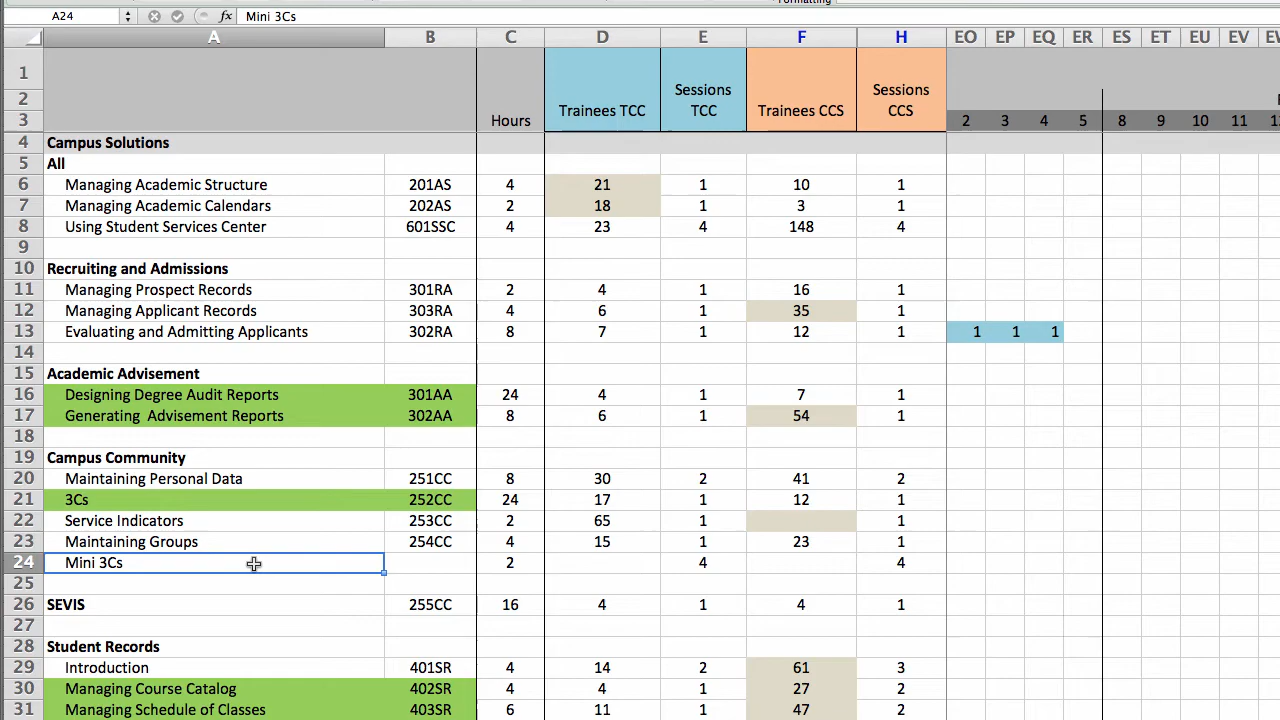 Formatting
A24 fx Mini 3Cs
A B C D E F H EO EP EQ ER ES ET EU EV
1
2 Hours Trainees TCC Sessions TCC Trainees CCS Sessions CCS
3 2 3 4 5 8 9 10 11
4 Campus Solutions
5 All
6 Managing Academic Structure 201AS 4 21 1 10 1
7 Managing Academic Calendars 202AS 2 18 1 3 1
8 Using Student Services Center 601SSC 4 23 4 148 4
9
10 Recruiting and Admissions
11 Managing Prospect Records 301RA 2 4 1 16 1
12 Managing Applicant Records 303RA 4 6 1 35 1
13 Evaluating and Admitting Applicants 302RA 8 7 1 12 1 1 1 1
14
15 Academic Advisement
16 Designing Degree Audit Reports 301AA 24 4 1 7 1
17 Generating Advisement Reports 302AA 8 6 1 54 1
18
19 Campus Community
20 Maintaining Personal Data 251CC 8 30 2 41 2
21 3Cs 252CC 24 17 1 12 1
22 Service Indicators 253CC 2 65 1 1
23 Maintaining Groups 254CC 4 15 1 23 1
24 Mini 3Cs 2 4 4
25
26 SEVIS 255CC 16 4 1 4 1
27
28 Student Records
29 Introduction 401SR 4 14 2 61 3
30 Managing Course Catalog 402SR 4 4 1 27 2
31 Managing Schedule of Classes 403SR 6 11 1 47 2